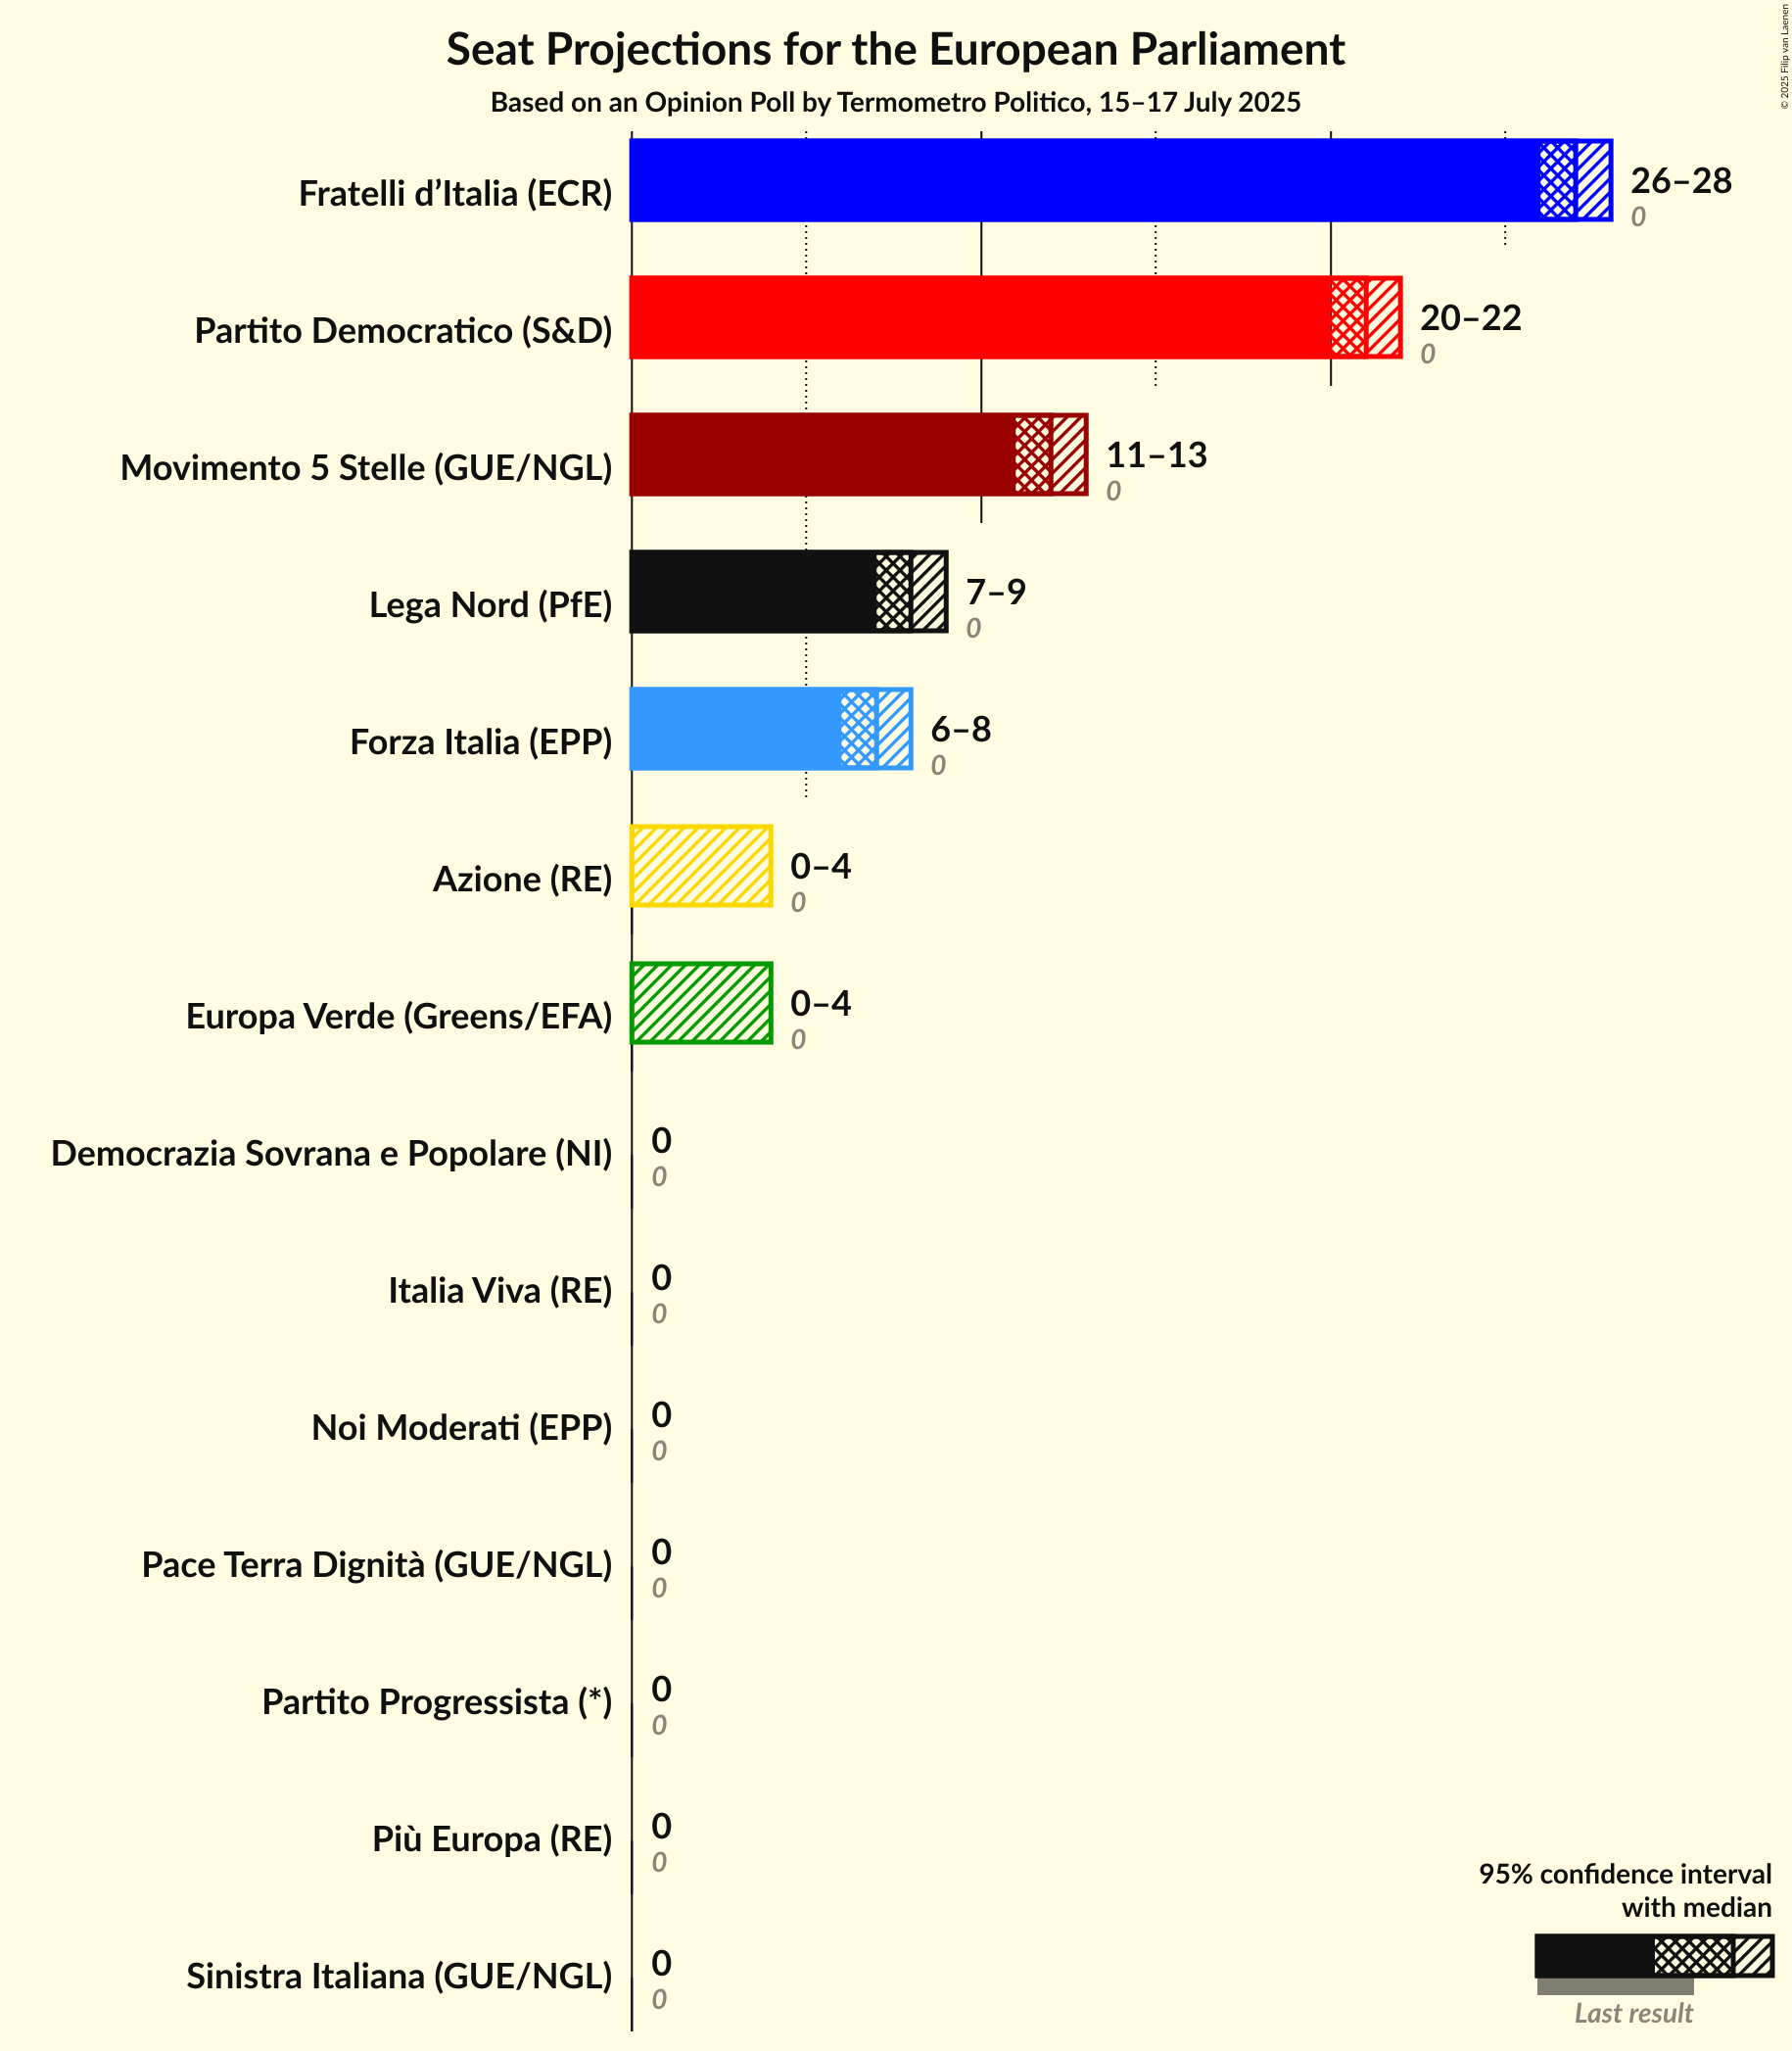 © 2025 Filip van Laenen
Seat Projections for the European Parliament
Based on an Opinion Poll by Termometro Politico, 15–17 July 2025
Fratelli d’Italia (ECR)
26–28
0
Partito Democratico (S&D)
20–22
0
Movimento 5 Stelle (GUE/NGL)
11–13
0
Lega Nord (PfE)
7–9
0
Forza Italia (EPP)
6–8
0
Azione (RE)
0–4
0
Europa Verde (Greens/EFA)
0–4
0
Democrazia Sovrana e Popolare (NI)
0
0
Italia Viva (RE)
0
0
Noi Moderati (EPP)
0
0
Pace Terra Dignità (GUE/NGL)
0
0
Partito Progressista (*)
0
0
Più Europa (RE)
0
0
Sinistra Italiana (GUE/NGL)
0
0
95% confidence interval
with median
Last result